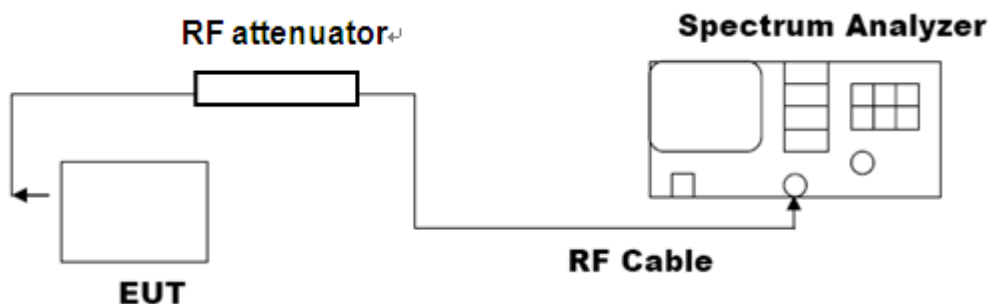 RF attenuator↵
Spectrum Analyzer
RF Cable
EUT